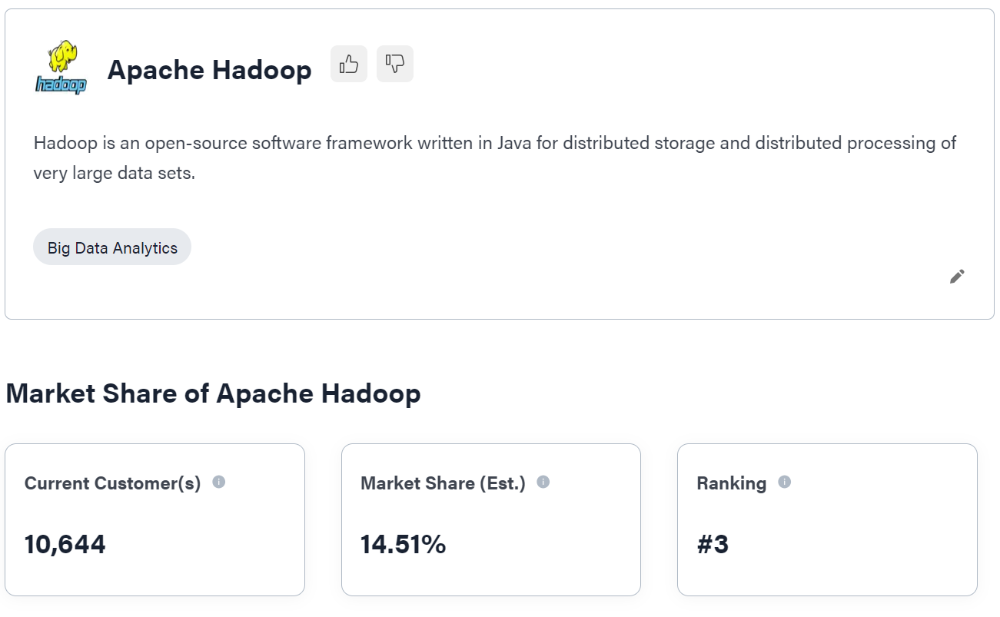 hadoop
Apache Hadoop
Hadoop is an open-source software framework written in Java for distributed storage and distributed processing of
very large data sets.
Big Data Analytics
Market Share of Apache Hadoop
Current Customer(s)
10,644
Market Share (Est.)
14.51%
Ranking
#3